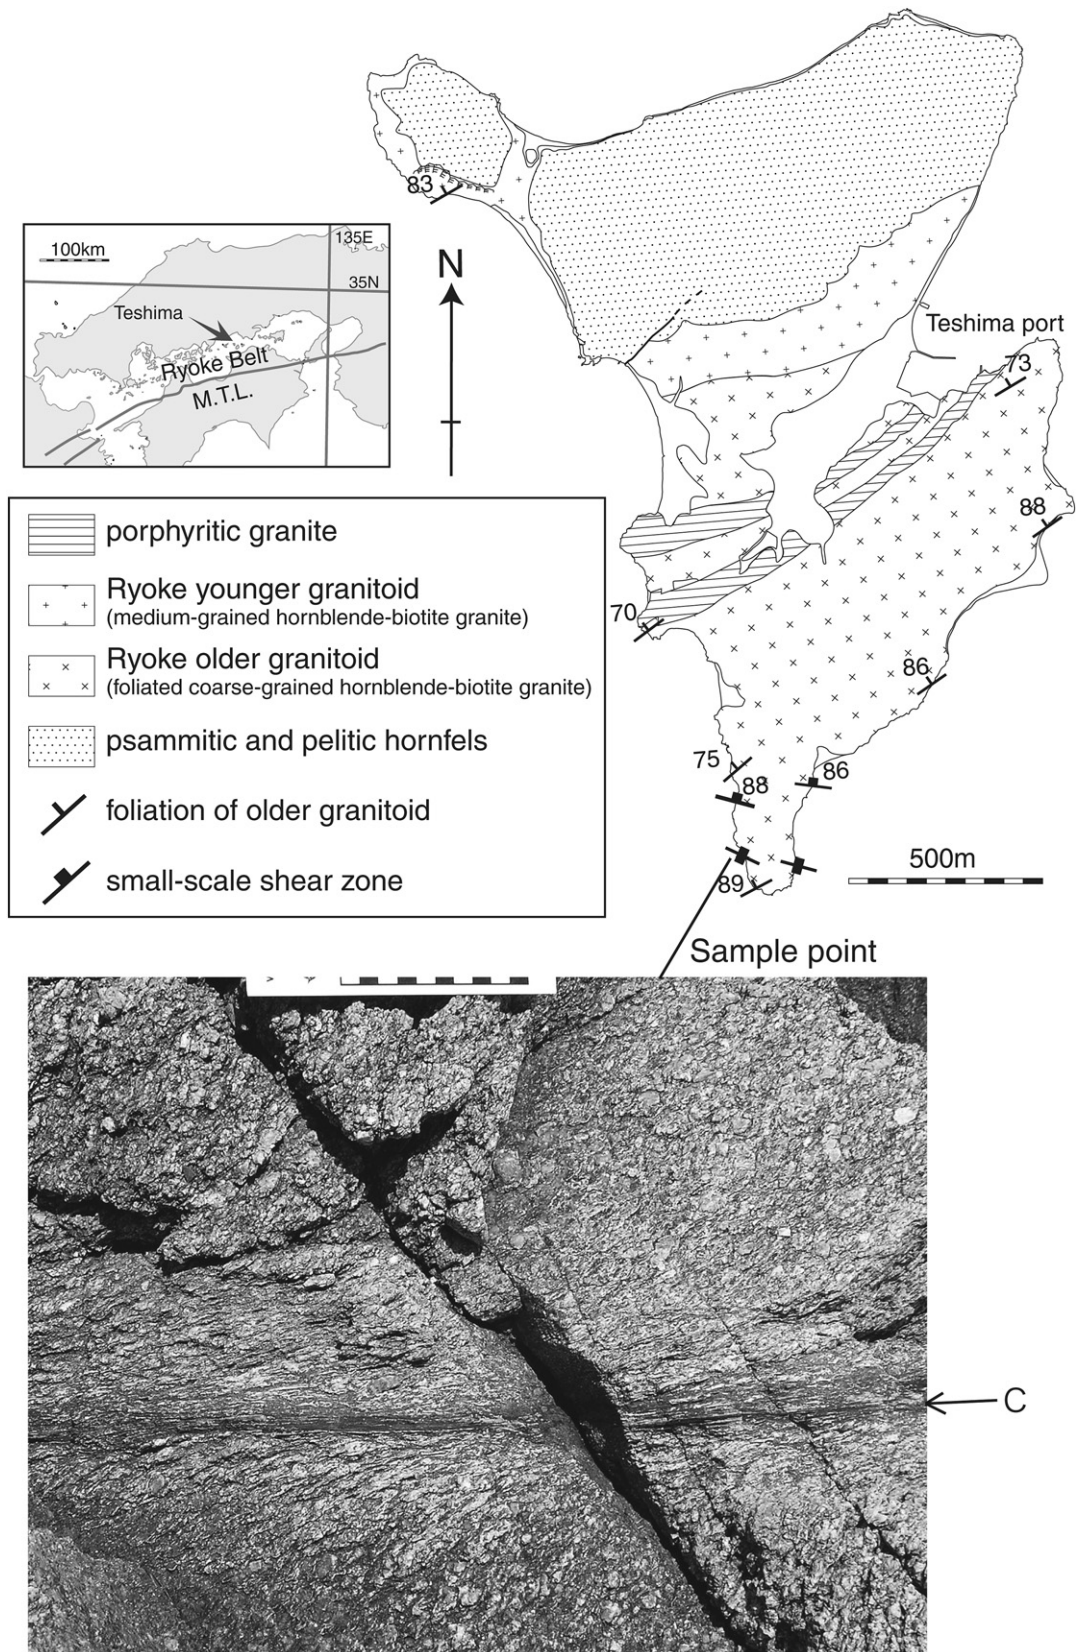 83
135E
100km
35N
Teshima
Ryoke Belt
M.T.L.
N
Teshima port
73
88
70
86
75
88
86
89
500m
porphyritic granite
Ryoke younger granitoid
(medium-grained hornblende-biotite granite)
Ryoke older granitoid
(foliated coarse-grained hornblende-biotite granite)
psammitic and pelitic hornfels
foliation of older granitoid
small-scale shear zone
Sample point
C